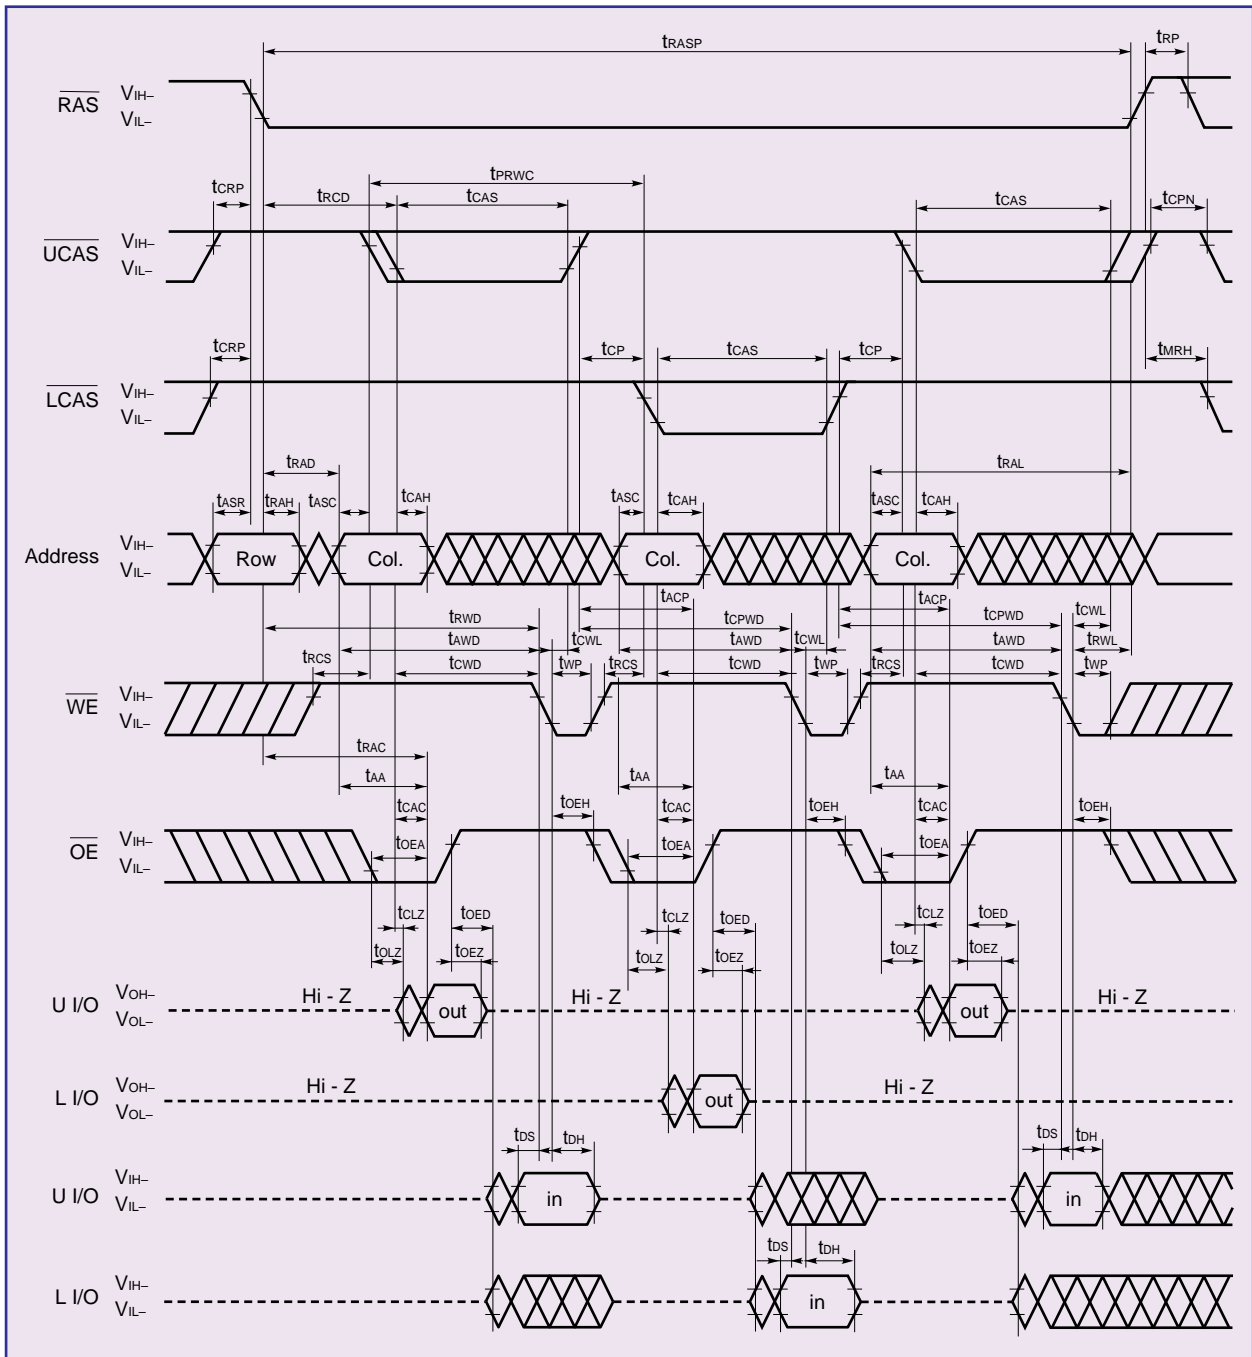 tRASP tRP
RAS VIH–
VIL–
tPRWC
tCRP tRCD tCAS tCAS tCPN
UCAS VIH–
VIL–
tCRP tCP tCAS tCP tMRH
LCAS VIH–
VIL–
tRAD tRAL
tASR tRAH tASC tCAH tASC tCAH tASC tCAH
Address VIH–
VIL–
Row Col. Col. Col.
tACP tACP
tRWD tCPWD tCPWD tCWL
tAWD tCWL tAWD tCWL tAWD tRWL
tRCS tCWD tWP tRCS tCWD tWP tRCS tCWD tWP
WE VIH–
VIL–
tRAC
tAA tAA tAA
tCAC tOEH tCAC tOEH tCAC tOEH
OE VIH–
VIL–
tOEA tOEA tOEA
tCLZ tOED tCLZ tOED tCLZ tOED
tOLZ tOEZ tOLZ tOEZ tOLZ tOEZ
U I/O VOH–
VOL–
Hi - Z out Hi - Z out Hi - Z
L I/O VOH–
VOL–
Hi - Z out Hi - Z
tDS tDH tDS tDH
U I/O VIH–
VIL–
in in
tDS tDH
L I/O VIH–
VIL–
in